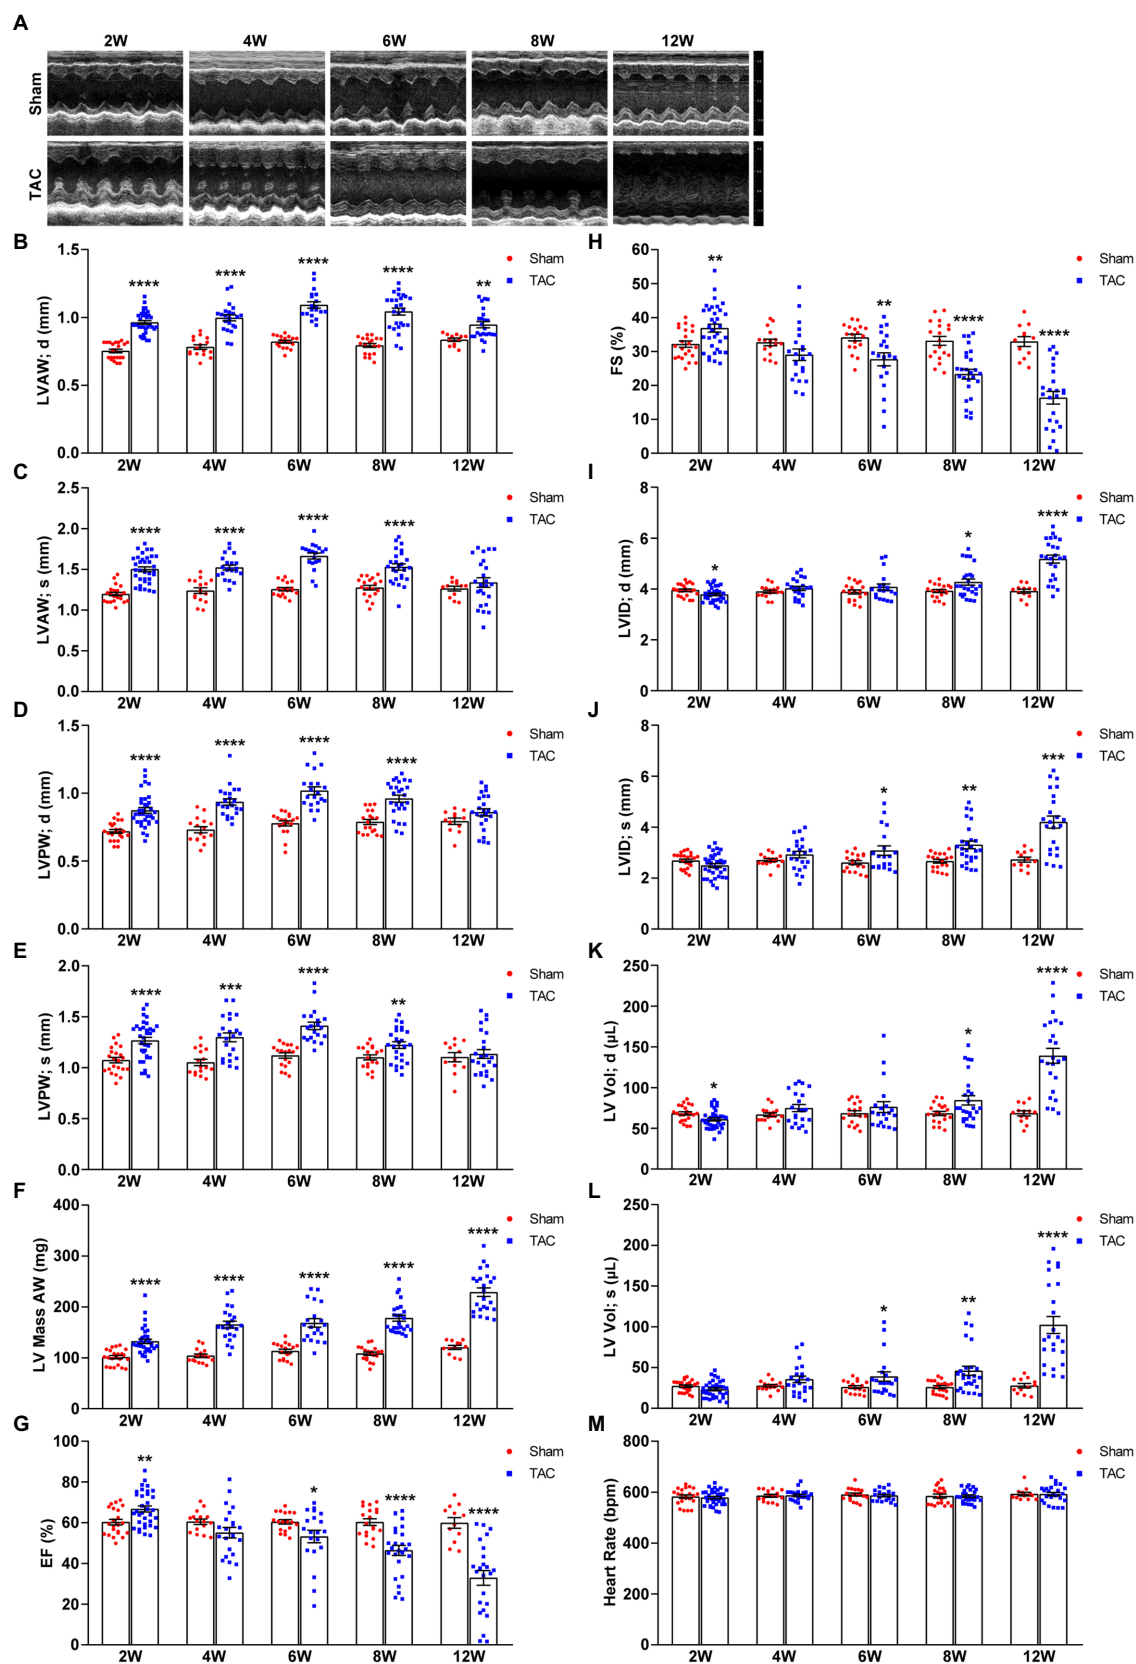 A
2W 4W 6W 8W 12W
Sham
TAC
B
LVAW; d (mm)
1.5
1.0
0.5
0.0
**** **** **** **** **
Sham
TAC
2W 4W 6W 8W 12W
C
LVAW; s (mm)
2.5
2.0
1.5
1.0
0.5
0.0
**** **** **** ****
Sham
TAC
2W 4W 6W 8W 12W
D
LVPW; d (mm)
1.5
1.0
0.5
0.0
**** **** **** ****
Sham
TAC
2W 4W 6W 8W 12W
E
LVPW; s (mm)
2.0
1.5
1.0
0.5
0.0
**** *** **** **
Sham
TAC
2W 4W 6W 8W 12W
F
LV Mass AW (mg)
400
300
200
100
0
**** **** **** **** ****
Sham
TAC
2W 4W 6W 8W 12W
G
EF (%)
100
80
60
40
20
0
** * **** ****
Sham
TAC
2W 4W 6W 8W 12W
H
FS (%)
60
50
40
30
20
10
0
** ** **** ****
Sham
TAC
2W 4W 6W 8W 12W
I
LVID; d (mm)
8
6
4
2
0
* * ****
Sham
TAC
2W 4W 6W 8W 12W
J
LVID; s (mm)
8
6
4
2
0
* ** ***
Sham
TAC
2W 4W 6W 8W 12W
K
LV Vol; d (µL)
250
200
150
100
50
0
* * ****
Sham
TAC
2W 4W 6W 8W 12W
L
LV Vol; s (µL)
250
200
150
100
50
0
* ** ****
Sham
TAC
2W 4W 6W 8W 12W
M
Heart Rate (bpm)
800
600
400
200
0
Sham
TAC
2W 4W 6W 8W 12W